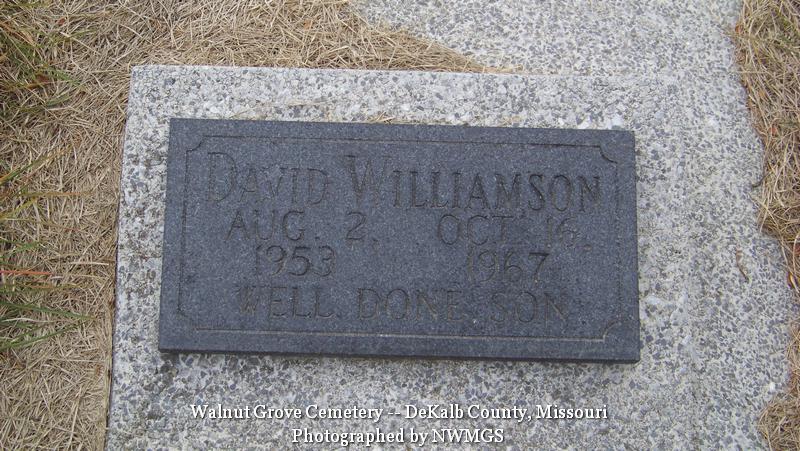 DAVID WILLIAMSON
AUG. 2, OCT. 16,
1953 1967
WELL DONE SON
Walnut Grove Cemetery -- DeKalb County, Missouri
Photographed by NWMGS